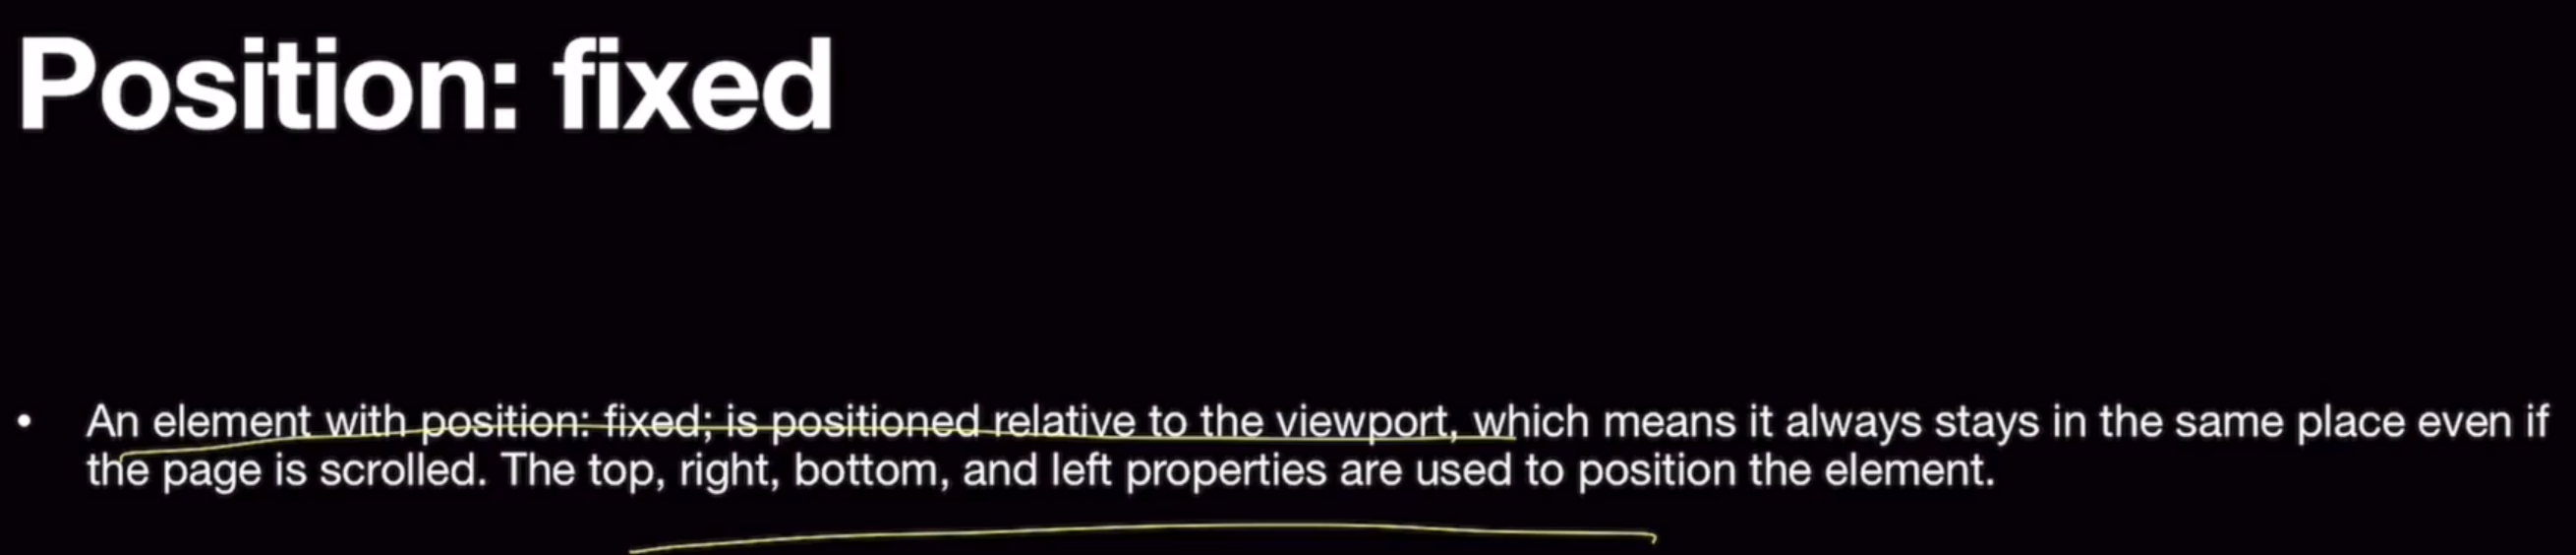 Position: fixed
• An element with position: fixed; is positioned relative to the viewport, which means it always stays in the same place even if
the page is scrolled. The top, right, bottom, and left properties are used to position the element.